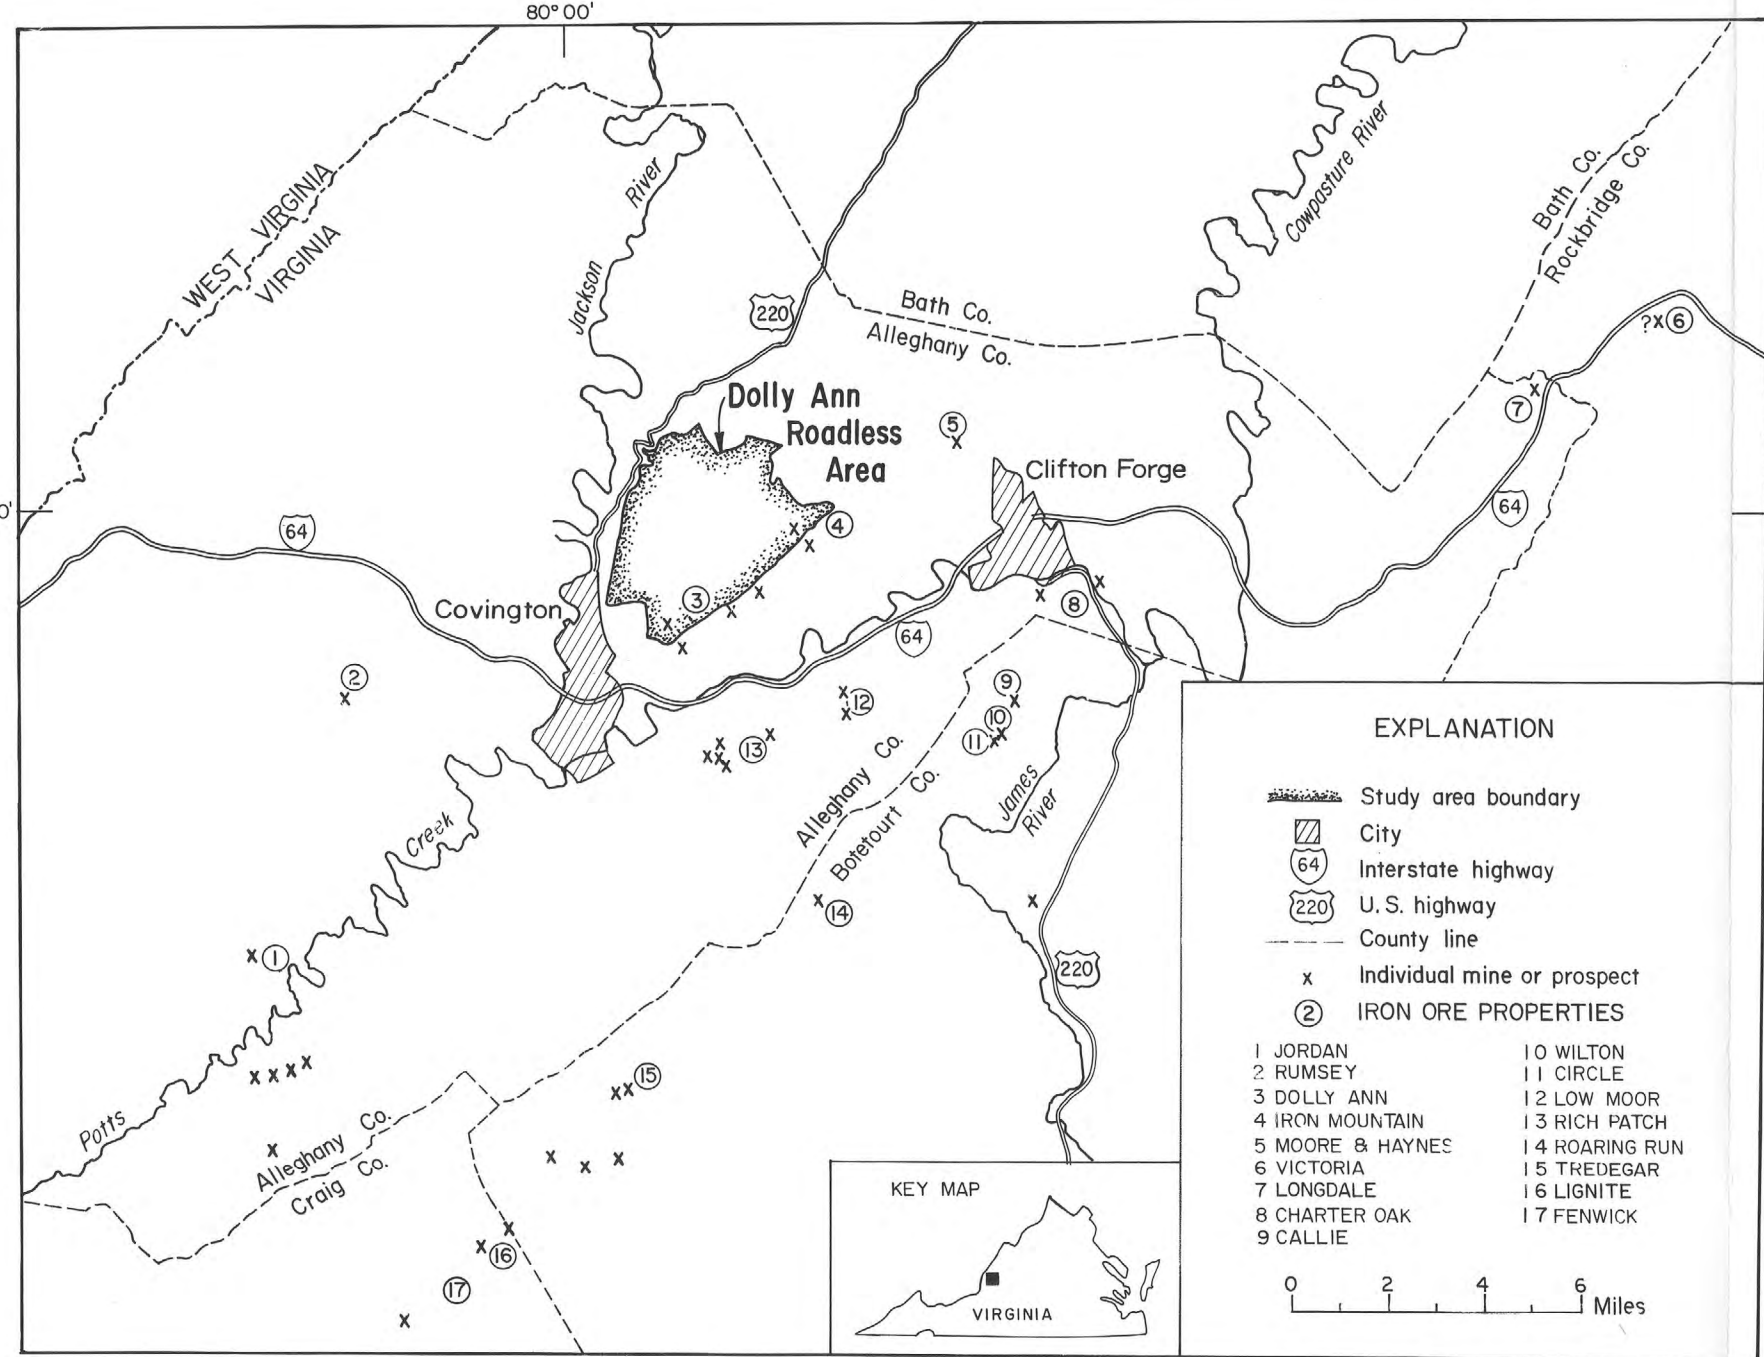 80° 00'
0'
WEST VIRGINIA
VIRGINIA
Jackson River
Cowpasture River
Bath Co.
Rockbridge Co.
220
Bath Co.
Alleghany Co.
?x 6
x 7
Dolly Ann
Roadless
Area
5
x
Clifton Forge
64
64
4
x
x
3
x
x
x
x
Covington
64
x
x
8
2
x
9
x
10
x
11 x
x
x 12
x
x x
x
13
x
Alleghany Co.
Botetourt Co.
James
River
Creek
x 14
x
220
x 1
x x x x
x x 15
Potts
x
Alleghany Co.
Craig Co.
x x x
x
x 16
17
x
KEY MAP
VIRGINIA
EXPLANATION
Study area boundary
City
64 Interstate highway
220 U.S. highway
County line
x Individual mine or prospect
2 IRON ORE PROPERTIES
1 JORDAN
2 RUMSEY
3 DOLLY ANN
4 IRON MOUNTAIN
5 MOORE & HAYNES
6 VICTORIA
7 LONGDALE
8 CHARTER OAK
9 CALLIE
10 WILTON
11 CIRCLE
12 LOW MOOR
13 RICH PATCH
14 ROARING RUN
15 TREDEGAR
16 LIGNITE
17 FENWICK
0 2 4 6 Miles